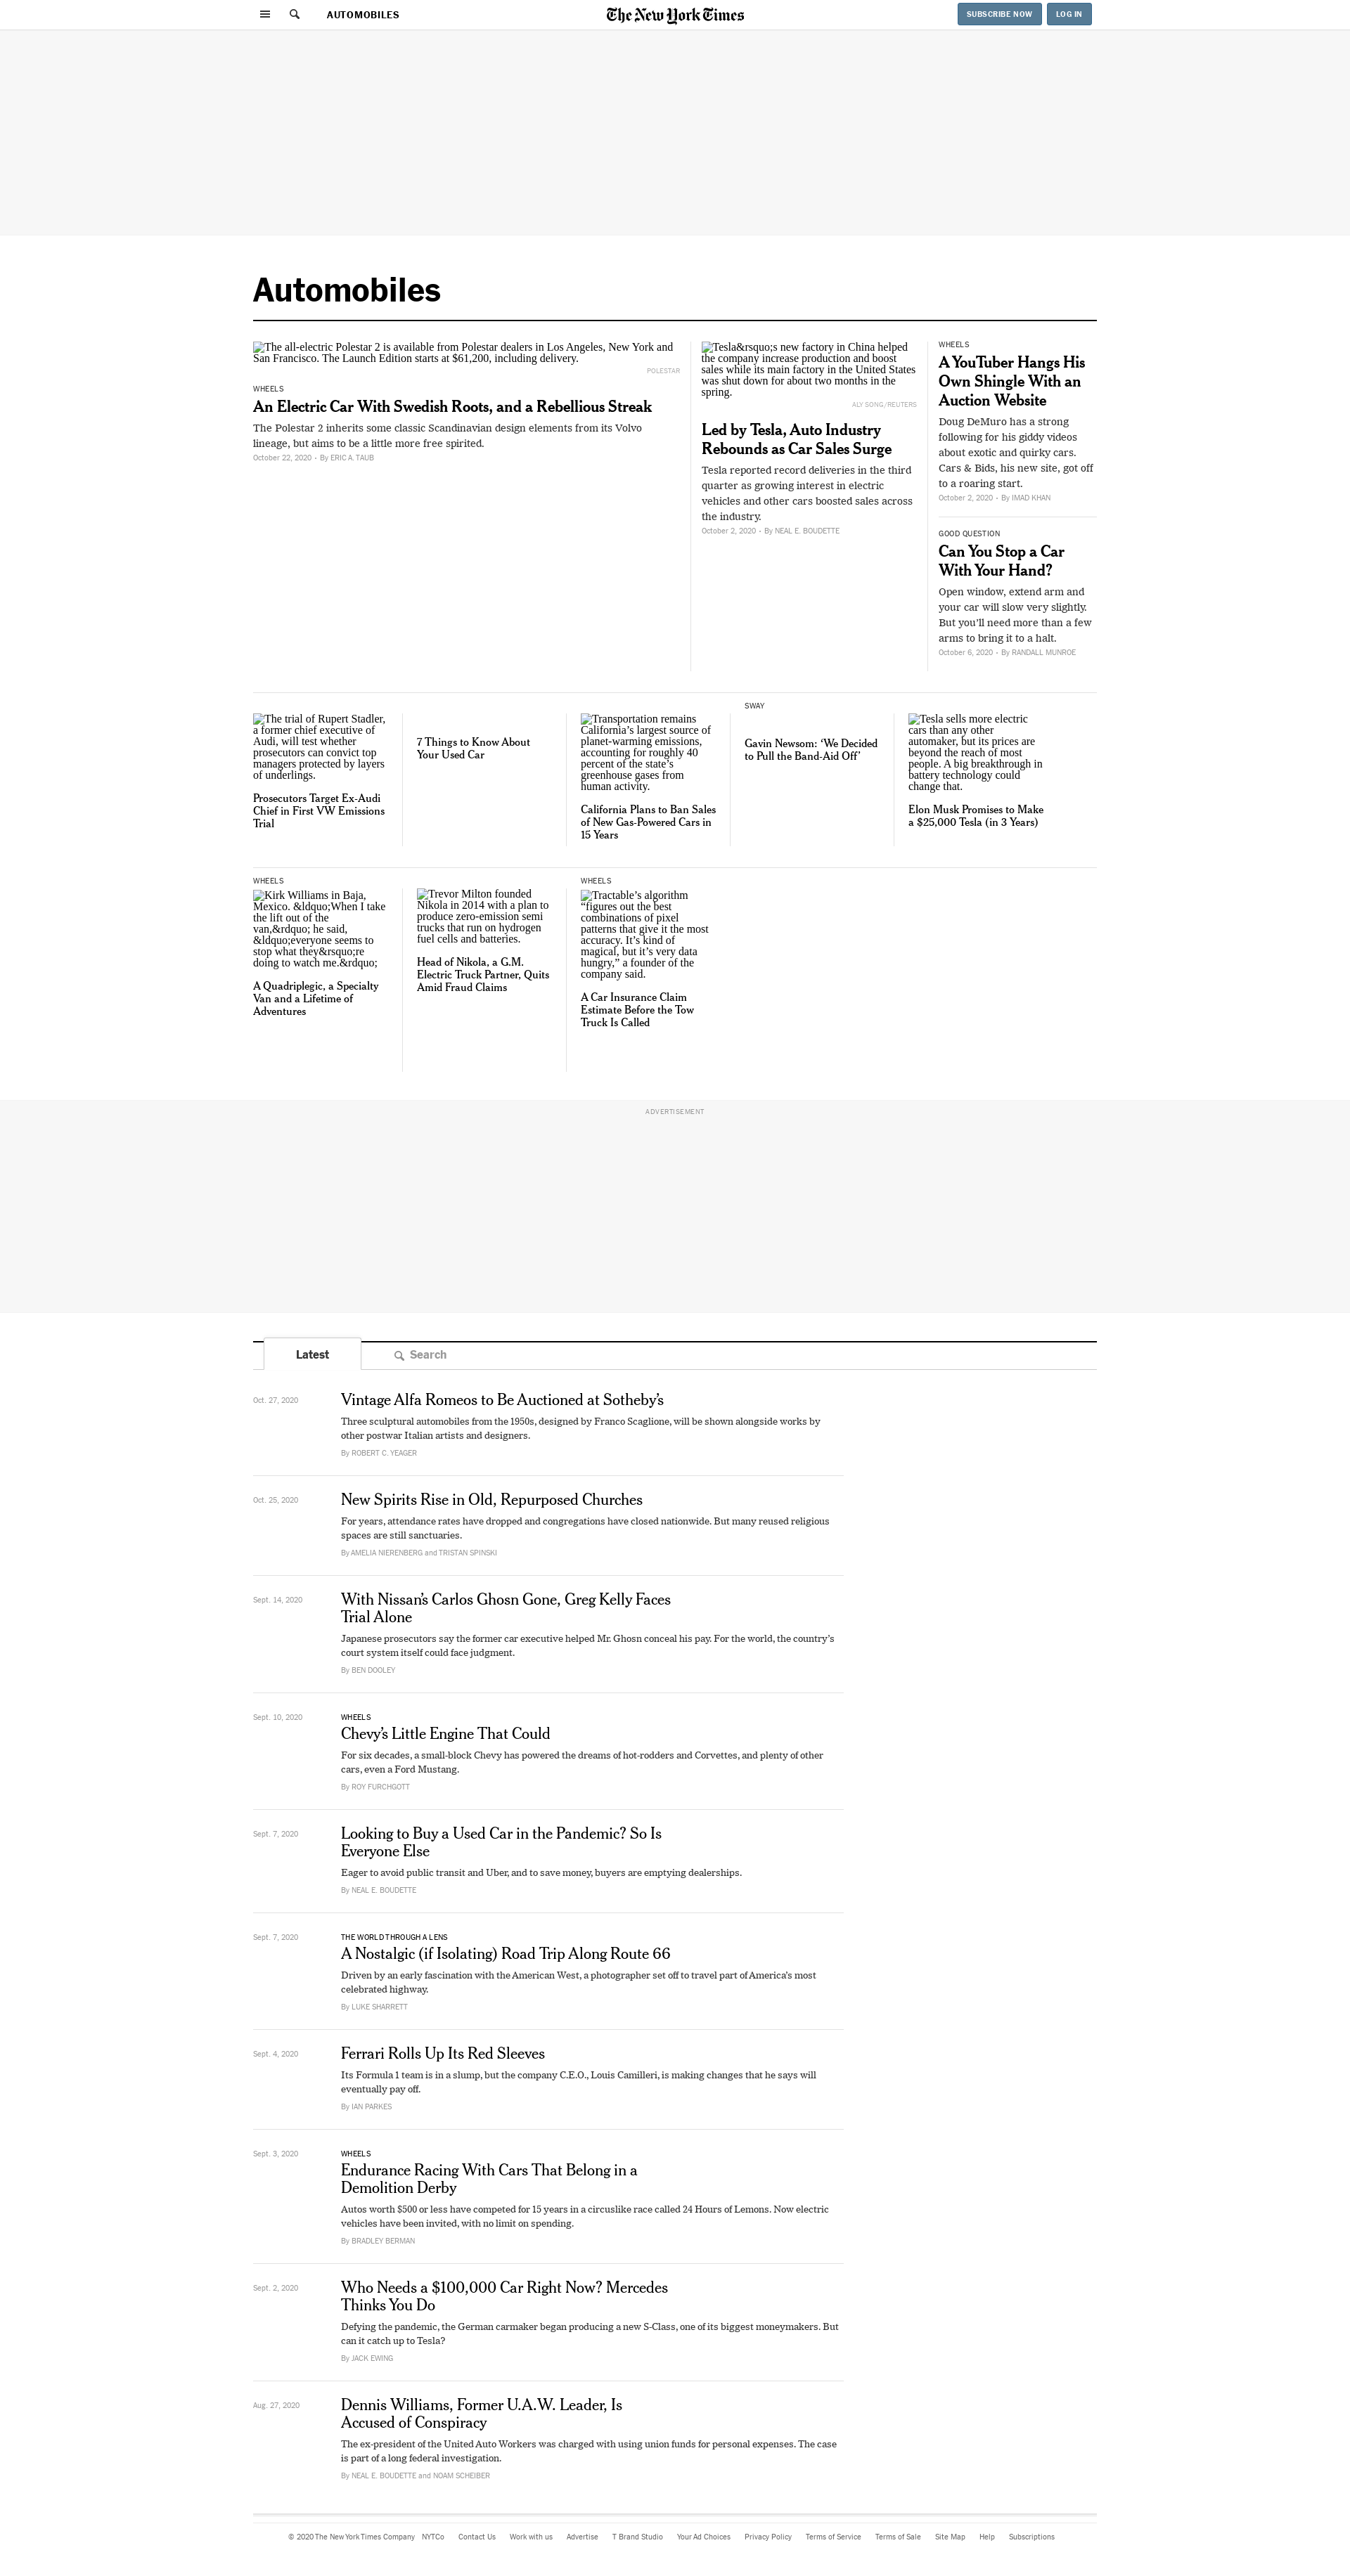 AUTOMOBILES
The New York Times
SUBSCRIBE NOW
LOG IN
Automobiles
The all-electric Polestar 2 is available from Polestar dealers in Los Angeles, New York and
San Francisco. The Launch Edition starts at $61,200, including delivery.
POLESTAR
WHEELS
An Electric Car With Swedish Roots, and a Rebellious Streak
The Polestar 2 inherits some classic Scandinavian design elements from its Volvo
lineage, but aims to be a little more free spirited.
October 22, 2020 • By ERIC A. TAUB
Tesla&rsquo;s new factory in China helped
the company increase production and boost
sales while its main factory in the United States
was shut down for about two months in the
spring.
ALY SONG/REUTERS
Led by Tesla, Auto Industry
Rebounds as Car Sales Surge
Tesla reported record deliveries in the third
quarter as growing interest in electric
vehicles and other cars boosted sales across
the industry.
October 2, 2020 • By NEAL E. BOUDETTE
WHEELS
A YouTuber Hangs His
Own Shingle With an
Auction Website
Doug DeMuro has a strong
following for his giddy videos
about exotic and quirky cars.
Cars & Bids, his new site, got off
to a roaring start.
October 2, 2020 • By IMAD KHAN
GOOD QUESTION
Can You Stop a Car
With Your Hand?
Open window, extend arm and
your car will slow very slightly.
But you’ll need more than a few
arms to bring it to a halt.
October 6, 2020 • By RANDALL MUNROE
The trial of Rupert Stadler,
a former chief executive of
Audi, will test whether
prosecutors can convict top
managers protected by layers
of underlings.
Prosecutors Target Ex-Audi
Chief in First VW Emissions
Trial
7 Things to Know About
Your Used Car
Transportation remains
California’s largest source of
planet-warming emissions,
accounting for roughly 40
percent of the state’s
greenhouse gases from
human activity.
California Plans to Ban Sales
of New Gas-Powered Cars in
15 Years
SWAY
Gavin Newsom: ‘We Decided
to Pull the Band-Aid Off’
Tesla sells more electric
cars than any other
automaker, but its prices are
beyond the reach of most
people. A big breakthrough in
battery technology could
change that.
Elon Musk Promises to Make
a $25,000 Tesla (in 3 Years)
WHEELS
Kirk Williams in Baja,
Mexico. &ldquo;When I take
the lift out of the
van,&rdquo; he said,
&ldquo;everyone seems to
stop what they&rsquo;re
doing to watch me.&rdquo;
A Quadriplegic, a Specialty
Van and a Lifetime of
Adventures
Trevor Milton founded
Nikola in 2014 with a plan to
produce zero-emission semi
trucks that run on hydrogen
fuel cells and batteries.
Head of Nikola, a G.M.
Electric Truck Partner, Quits
Amid Fraud Claims
WHEELS
Tractable’s algorithm
“figures out the best
combinations of pixel
patterns that give it the most
accuracy. It’s kind of
magical, but it’s very data
hungry,” a founder of the
company said.
A Car Insurance Claim
Estimate Before the Tow
Truck Is Called
ADVERTISEMENT
Latest
Search
Oct. 27, 2020
Vintage Alfa Romeos to Be Auctioned at Sotheby’s
Three sculptural automobiles from the 1950s, designed by Franco Scaglione, will be shown alongside works by
other postwar Italian artists and designers.
By ROBERT C. YEAGER
Oct. 25, 2020
New Spirits Rise in Old, Repurposed Churches
For years, attendance rates have dropped and congregations have closed nationwide. But many reused religious
spaces are still sanctuaries.
By AMELIA NIERENBERG and TRISTAN SPINSKI
Sept. 14, 2020
With Nissan’s Carlos Ghosn Gone, Greg Kelly Faces
Trial Alone
Japanese prosecutors say the former car executive helped Mr. Ghosn conceal his pay. For the world, the country’s
court system itself could face judgment.
By BEN DOOLEY
Sept. 10, 2020
WHEELS
Chevy’s Little Engine That Could
For six decades, a small-block Chevy has powered the dreams of hot-rodders and Corvettes, and plenty of other
cars, even a Ford Mustang.
By ROY FURCHGOTT
Sept. 7, 2020
Looking to Buy a Used Car in the Pandemic? So Is
Everyone Else
Eager to avoid public transit and Uber, and to save money, buyers are emptying dealerships.
By NEAL E. BOUDETTE
Sept. 7, 2020
THE WORLD THROUGH A LENS
A Nostalgic (if Isolating) Road Trip Along Route 66
Driven by an early fascination with the American West, a photographer set off to travel part of America’s most
celebrated highway.
By LUKE SHARRETT
Sept. 4, 2020
Ferrari Rolls Up Its Red Sleeves
Its Formula 1 team is in a slump, but the company C.E.O., Louis Camilleri, is making changes that he says will
eventually pay off.
By IAN PARKES
Sept. 3, 2020
WHEELS
Endurance Racing With Cars That Belong in a
Demolition Derby
Autos worth $500 or less have competed for 15 years in a circuslike race called 24 Hours of Lemons. Now electric
vehicles have been invited, with no limit on spending.
By BRADLEY BERMAN
Sept. 2, 2020
Who Needs a $100,000 Car Right Now? Mercedes
Thinks You Do
Defying the pandemic, the German carmaker began producing a new S-Class, one of its biggest moneymakers. But
can it catch up to Tesla?
By JACK EWING
Aug. 27, 2020
Dennis Williams, Former U.A.W. Leader, Is
Accused of Conspiracy
The ex-president of the United Auto Workers was charged with using union funds for personal expenses. The case
is part of a long federal investigation.
By NEAL E. BOUDETTE and NOAM SCHEIBER
© 2020 The New York Times Company NYTCo Contact Us Work with us Advertise T Brand Studio Your Ad Choices Privacy Policy Terms of Service Terms of Sale Site Map Help Subscriptions